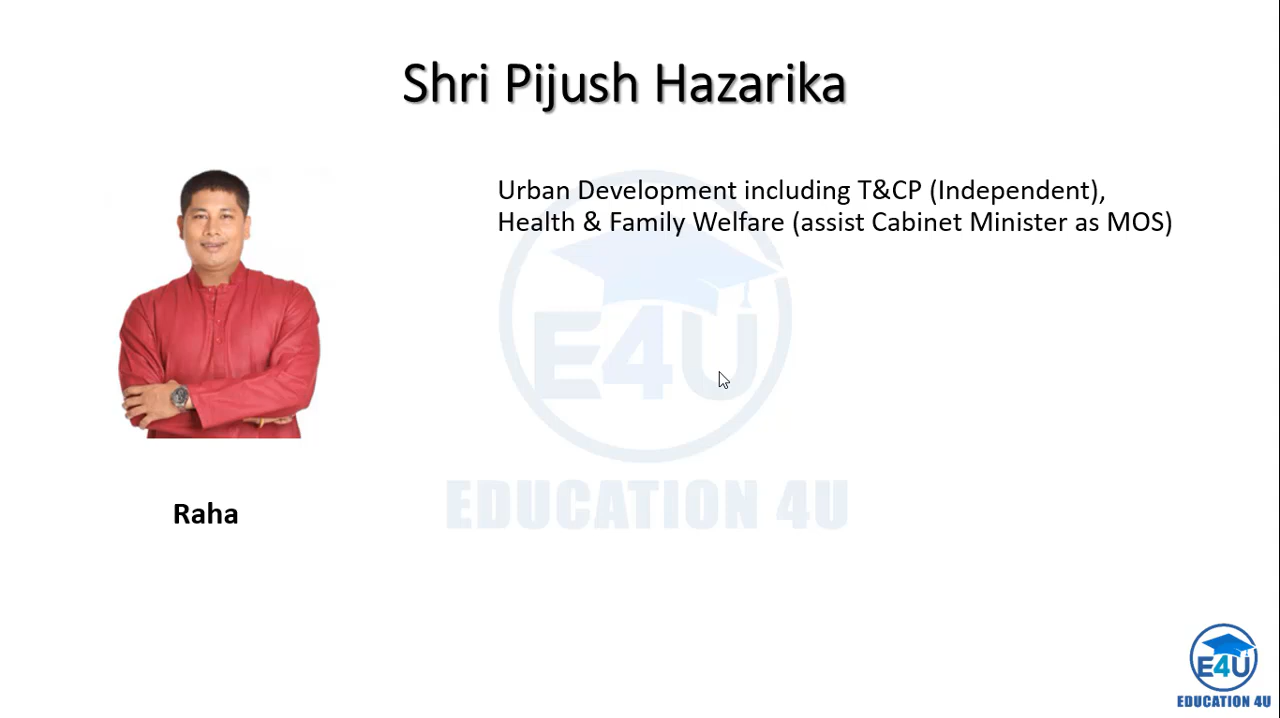 Shri Pijush Hazarika
Urban Development including T&CP (Independent),
Health & Family Welfare (assist Cabinet Minister as MOS)
E4U
EDUCATION 4U
Raha
E4U
EDUCATION 4U